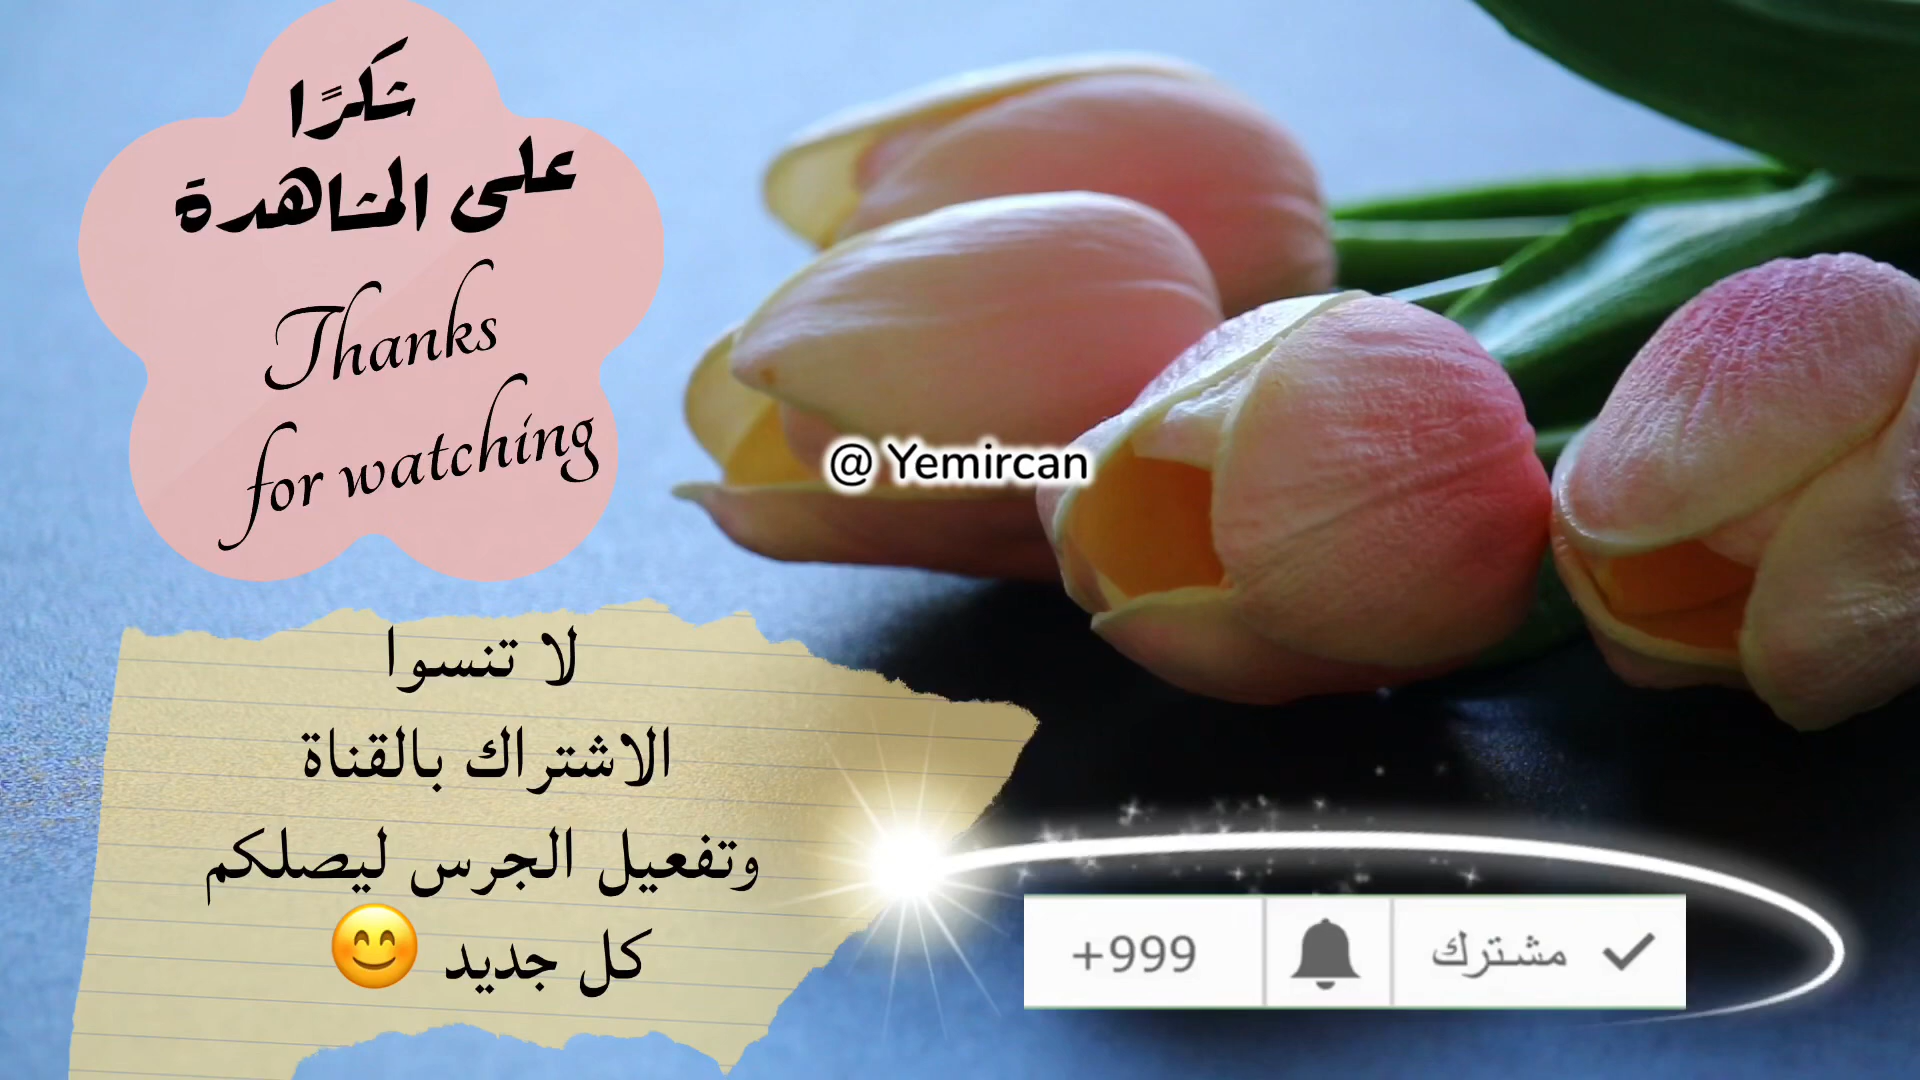 شكرًا
على المشاهدة
Thanks
for watching
@ Yemircan
لا تنسوا
الاشتراك بالقناة
وتفعيل الجرس ليصلكم
كل جديد 😊
مشترك
+999